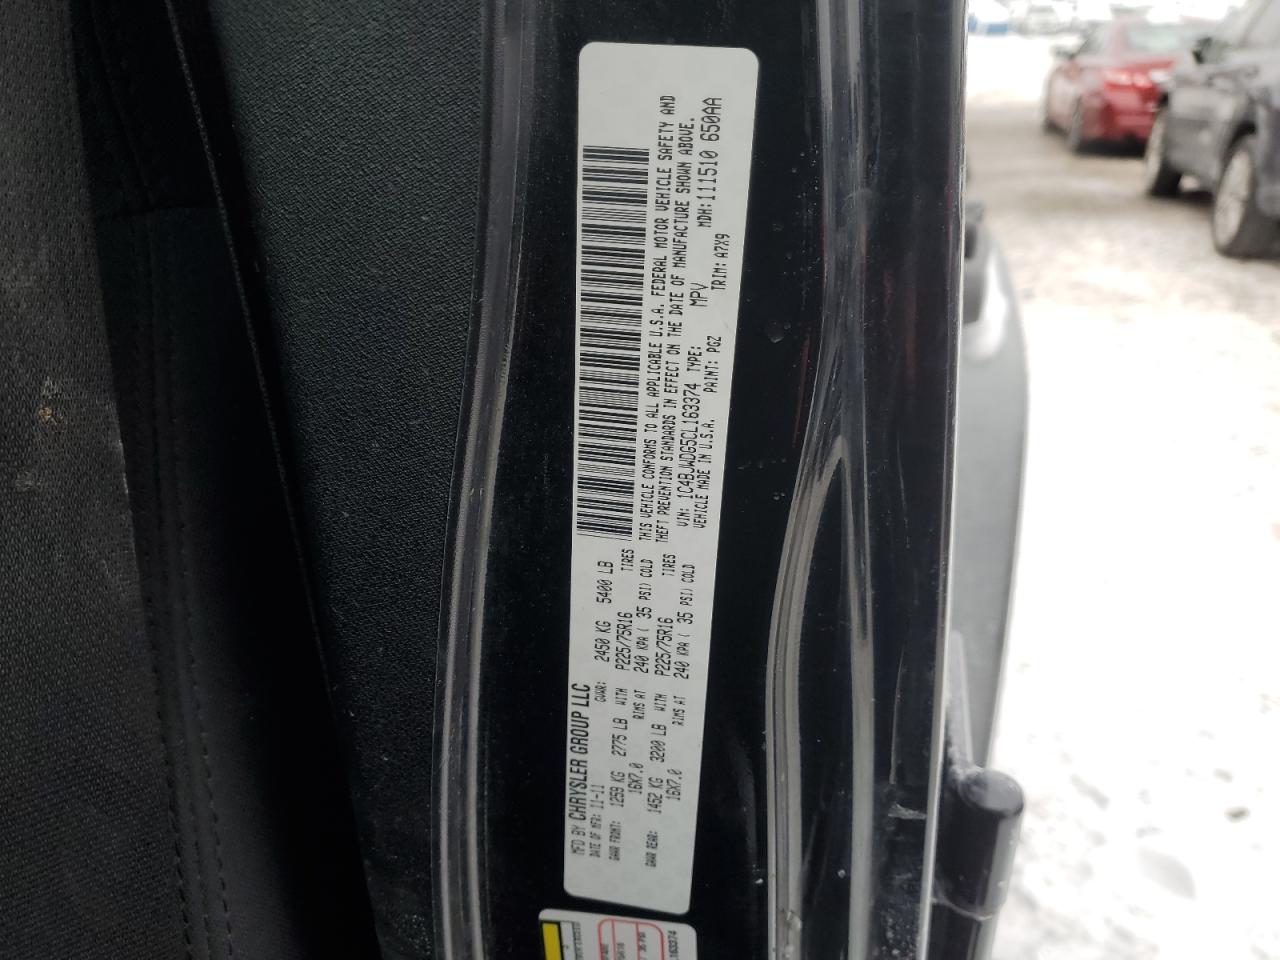 MFD BY CHRYSLER GROUP LLC
DATE OF MFR: 11-11 GVWR: 2450 KG 5400 LB
GAWR FRONT: 1259 KG 2775 LB WITH P225/75R16 TIRES
16X7.0 RIMS AT 240 KPA ( 35 PSI) COLD
GAWR REAR: 1452 KG 3200 LB WITH P225/75R16 TIRES
16X7.0 RIMS AT 240 KPA ( 35 PSI) COLD
THIS VEHICLE CONFORMS TO ALL APPLICABLE U.S.A. FEDERAL MOTOR VEHICLE SAFETY AND
THEFT PREVENTION STANDARDS IN EFFECT ON THE DATE OF MANUFACTURE SHOWN ABOVE.
VIN: 1C4BJWDG5CL163374 TYPE: MPV MDH: 111510 650AA
VEHICLE MADE IN U.S.A. PAINT: PGZ TRIM: A7X9
163374